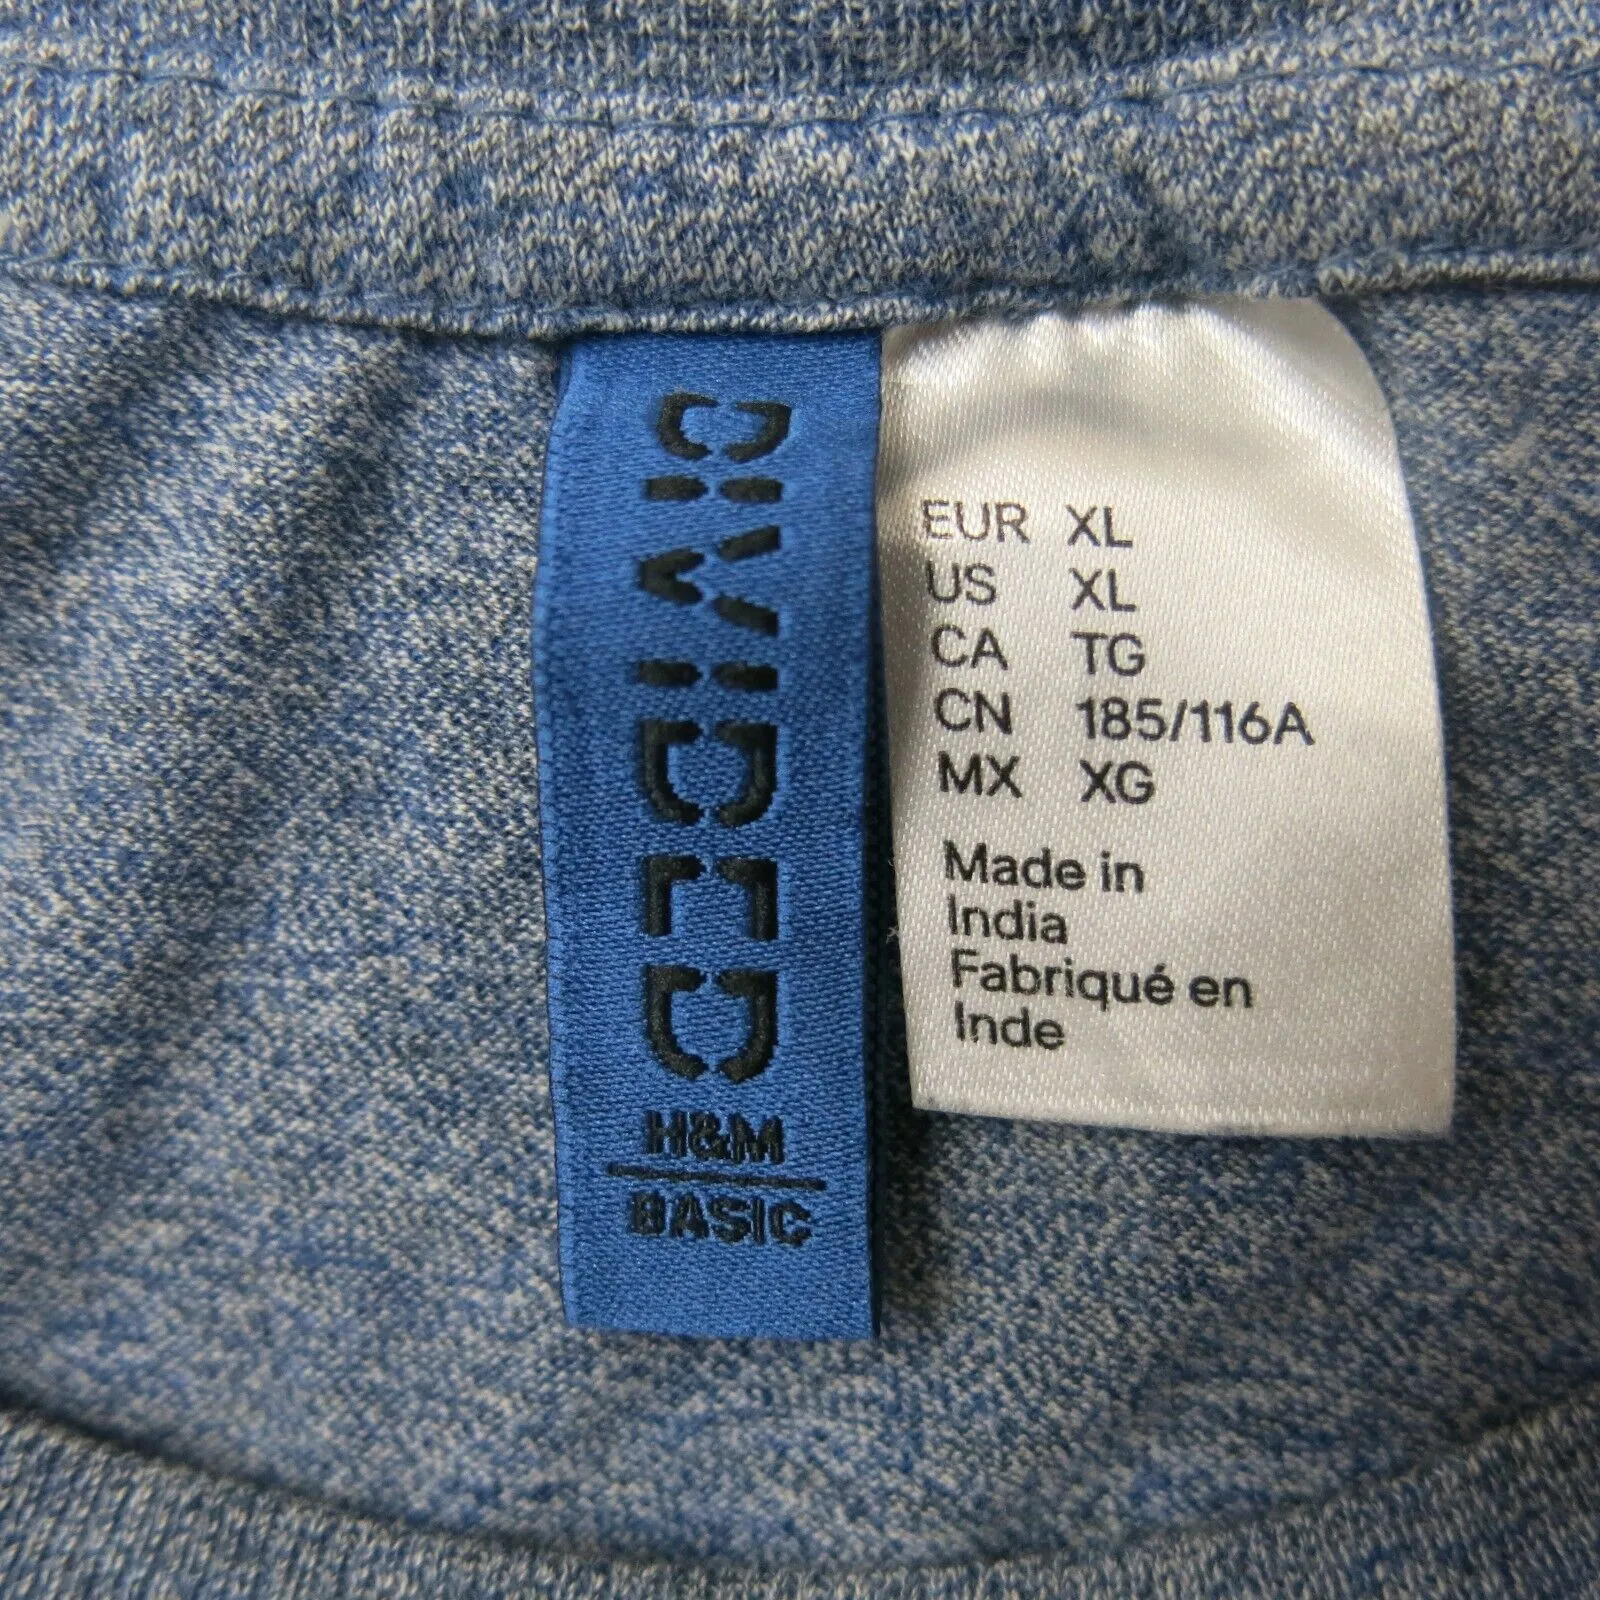 DIVIDED
H&M
BASIC
EUR XL
US XL
CA TG
CN 185/116A
MX XG
Made in
India
Fabriqué en
Inde